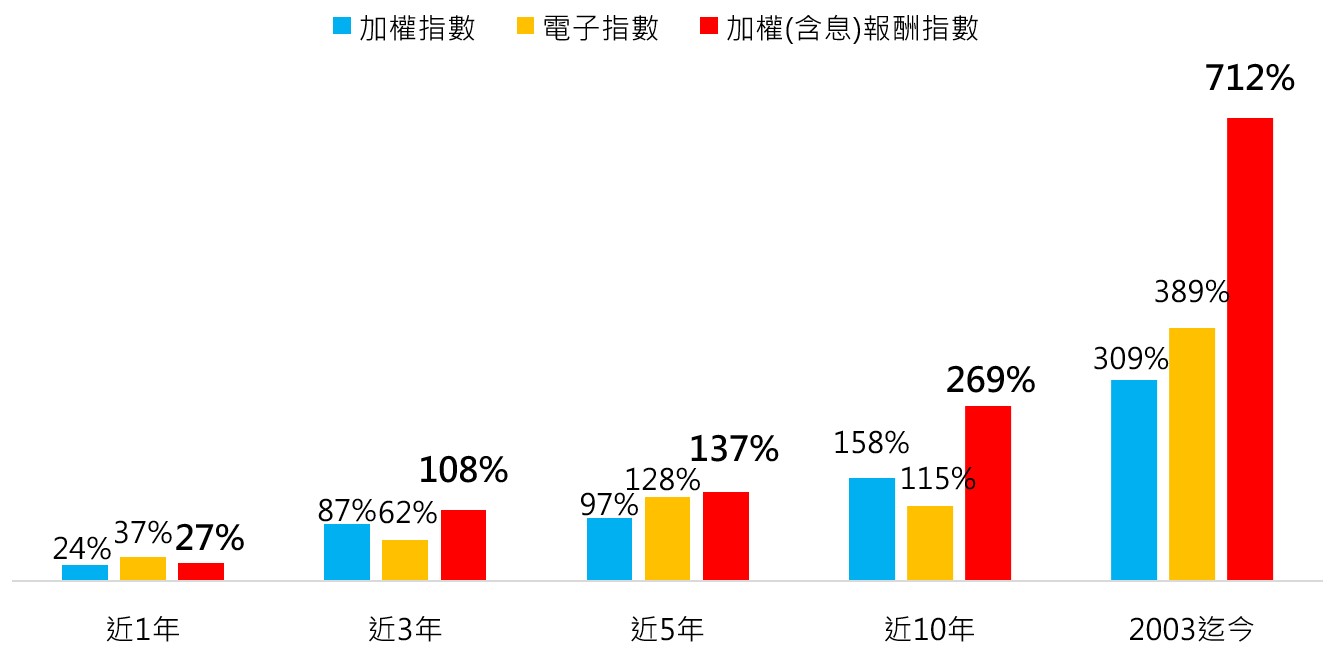 加權指數 電子指數 加權(含息)報酬指數
24% 37% 27%
87% 62% 108%
97% 128% 137%
158% 115% 269%
309% 389% 712%
近1年 近3年 近5年 近10年 2003迄今